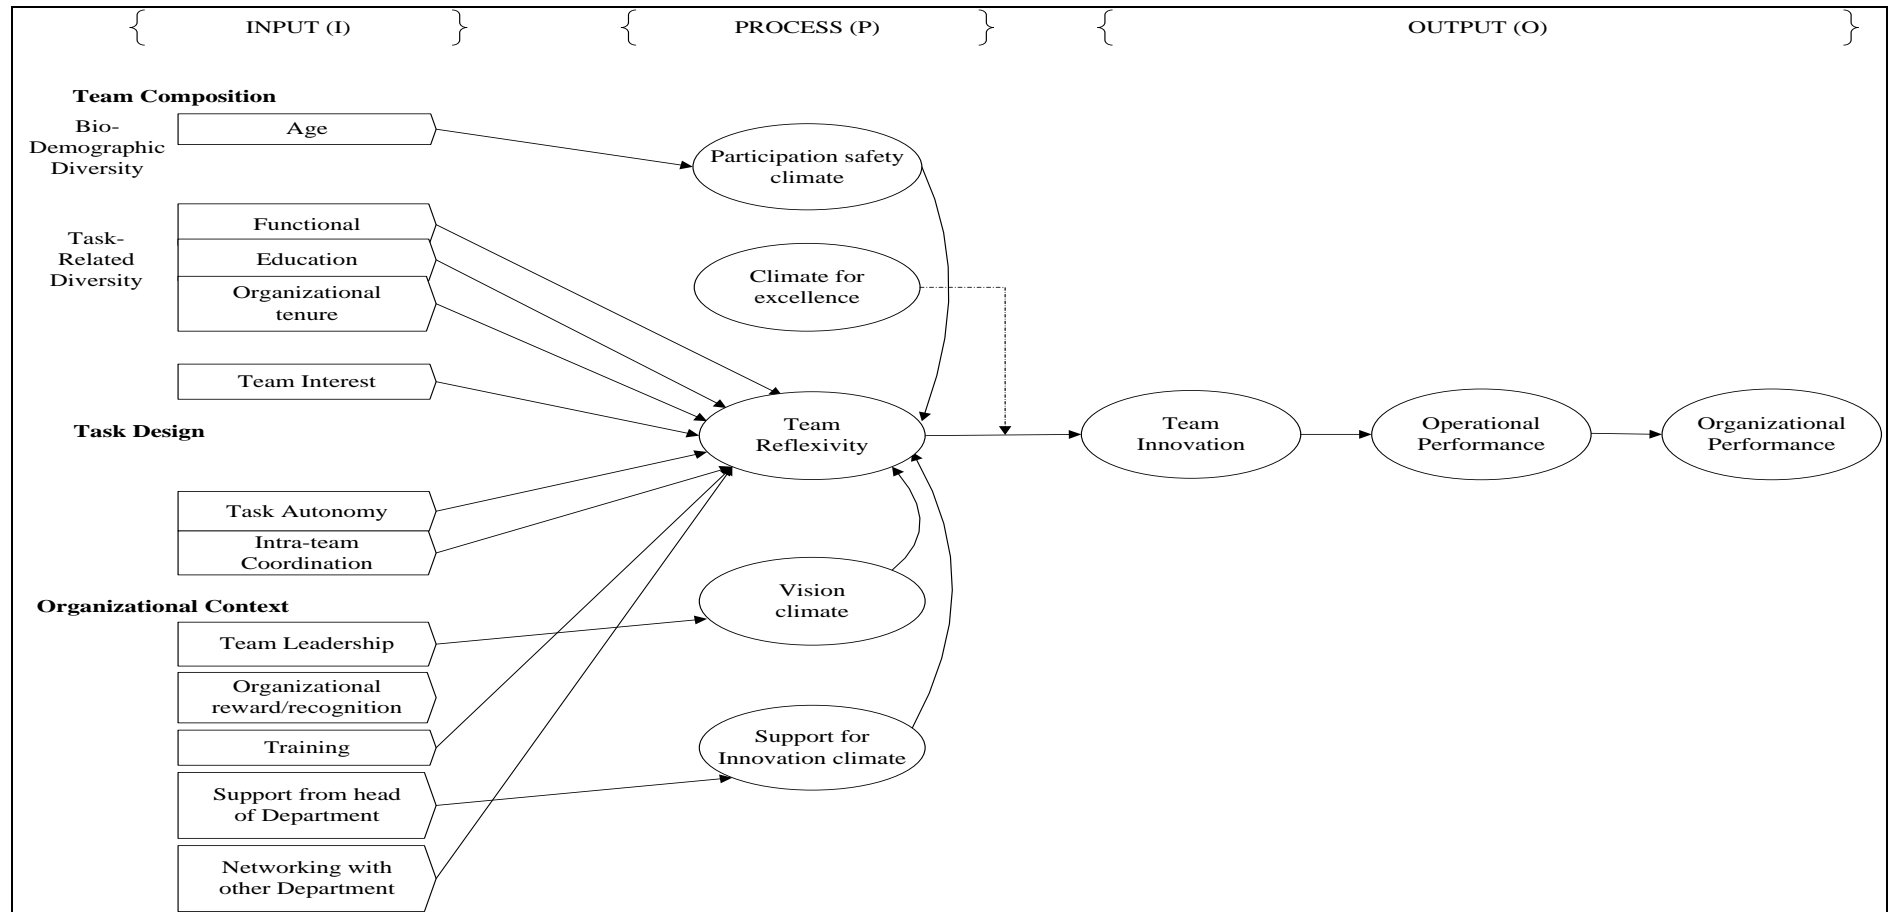 INPUT (I)
PROCESS (P)
OUTPUT (O)
Team Composition
Bio-
Demographic
Diversity
Age
Participation safety
climate
Task-
Related
Diversity
Functional
Education
Organizational
tenure
Climate for
excellence
Team Interest
Task Design
Team
Reflexivity
Team
Innovation
Operational
Performance
Organizational
Performance
Task Autonomy
Intra-team
Coordination
Vision
climate
Organizational Context
Team Leadership
Organizational
reward/recognition
Training
Support for
Innovation climate
Support from head
of Department
Networking with
other Department